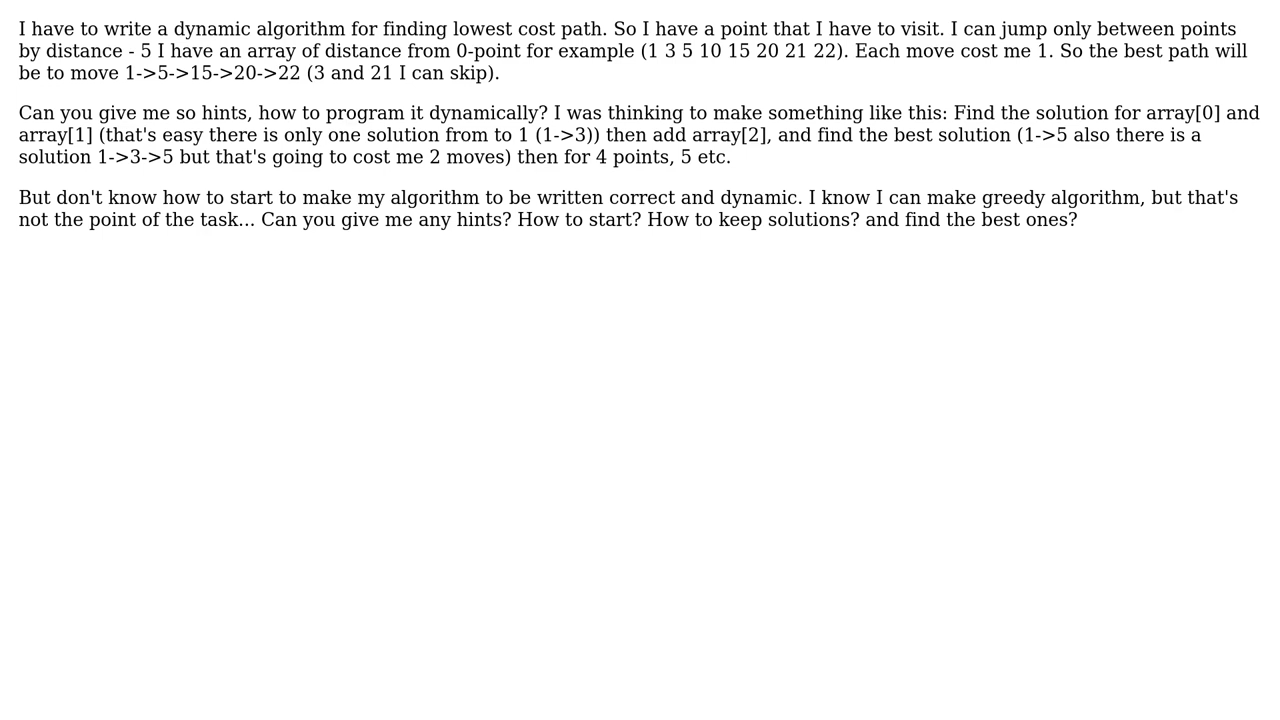 I have to write a dynamic algorithm for finding lowest cost path. So I have a point that I have to visit. I can jump only between points
by distance - 5 I have an array of distance from 0-point for example (1 3 5 10 15 20 21 22). Each move cost me 1. So the best path will
be to move 1->5->15->20->22 (3 and 21 I can skip).
Can you give me so hints, how to program it dynamically? I was thinking to make something like this: Find the solution for array[0] and
array[1] (that's easy there is only one solution from to 1 (1->3)) then add array[2], and find the best solution (1->5 also there is a
solution 1->3->5 but that's going to cost me 2 moves) then for 4 points, 5 etc.
But don't know how to start to make my algorithm to be written correct and dynamic. I know I can make greedy algorithm, but that's
not the point of the task... Can you give me any hints? How to start? How to keep solutions? and find the best ones?